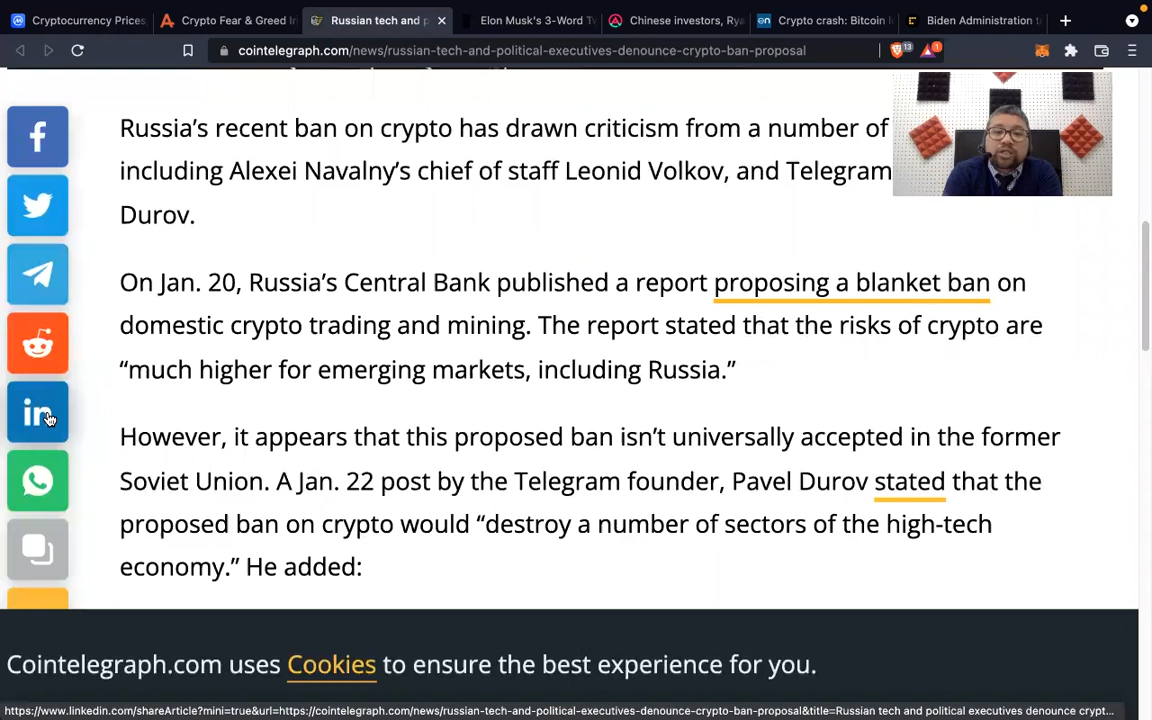 Cryptocurrency Prices,
Crypto Fear & Greed In
Russian tech and p
Elon Musk's 3-Word Tw
Chinese investors, Rya
Crypto crash: Bitcoin l
Biden Administration t
cointelegraph.com/news/russian-tech-and-political-executives-denounce-crypto-ban-proposal
13
1
Russia's recent ban on crypto has drawn criticism from a number of
including Alexei Navalny's chief of staff Leonid Volkov, and Telegram
Durov.
On Jan. 20, Russia's Central Bank published a report proposing a blanket ban on
domestic crypto trading and mining. The report stated that the risks of crypto are
“much higher for emerging markets, including Russia.”
However, it appears that this proposed ban isn't universally accepted in the former
Soviet Union. A Jan. 22 post by the Telegram founder, Pavel Durov stated that the
proposed ban on crypto would “destroy a number of sectors of the high-tech
economy.” He added:
Cointelegraph.com uses Cookies to ensure the best experience for you.
https://www.linkedin.com/shareArticle?mini=true&url=https://cointelegraph.com/news/russian-tech-and-political-executives-denounce-crypto-ban-proposal&title=Russian tech and political executives denounce crypt...